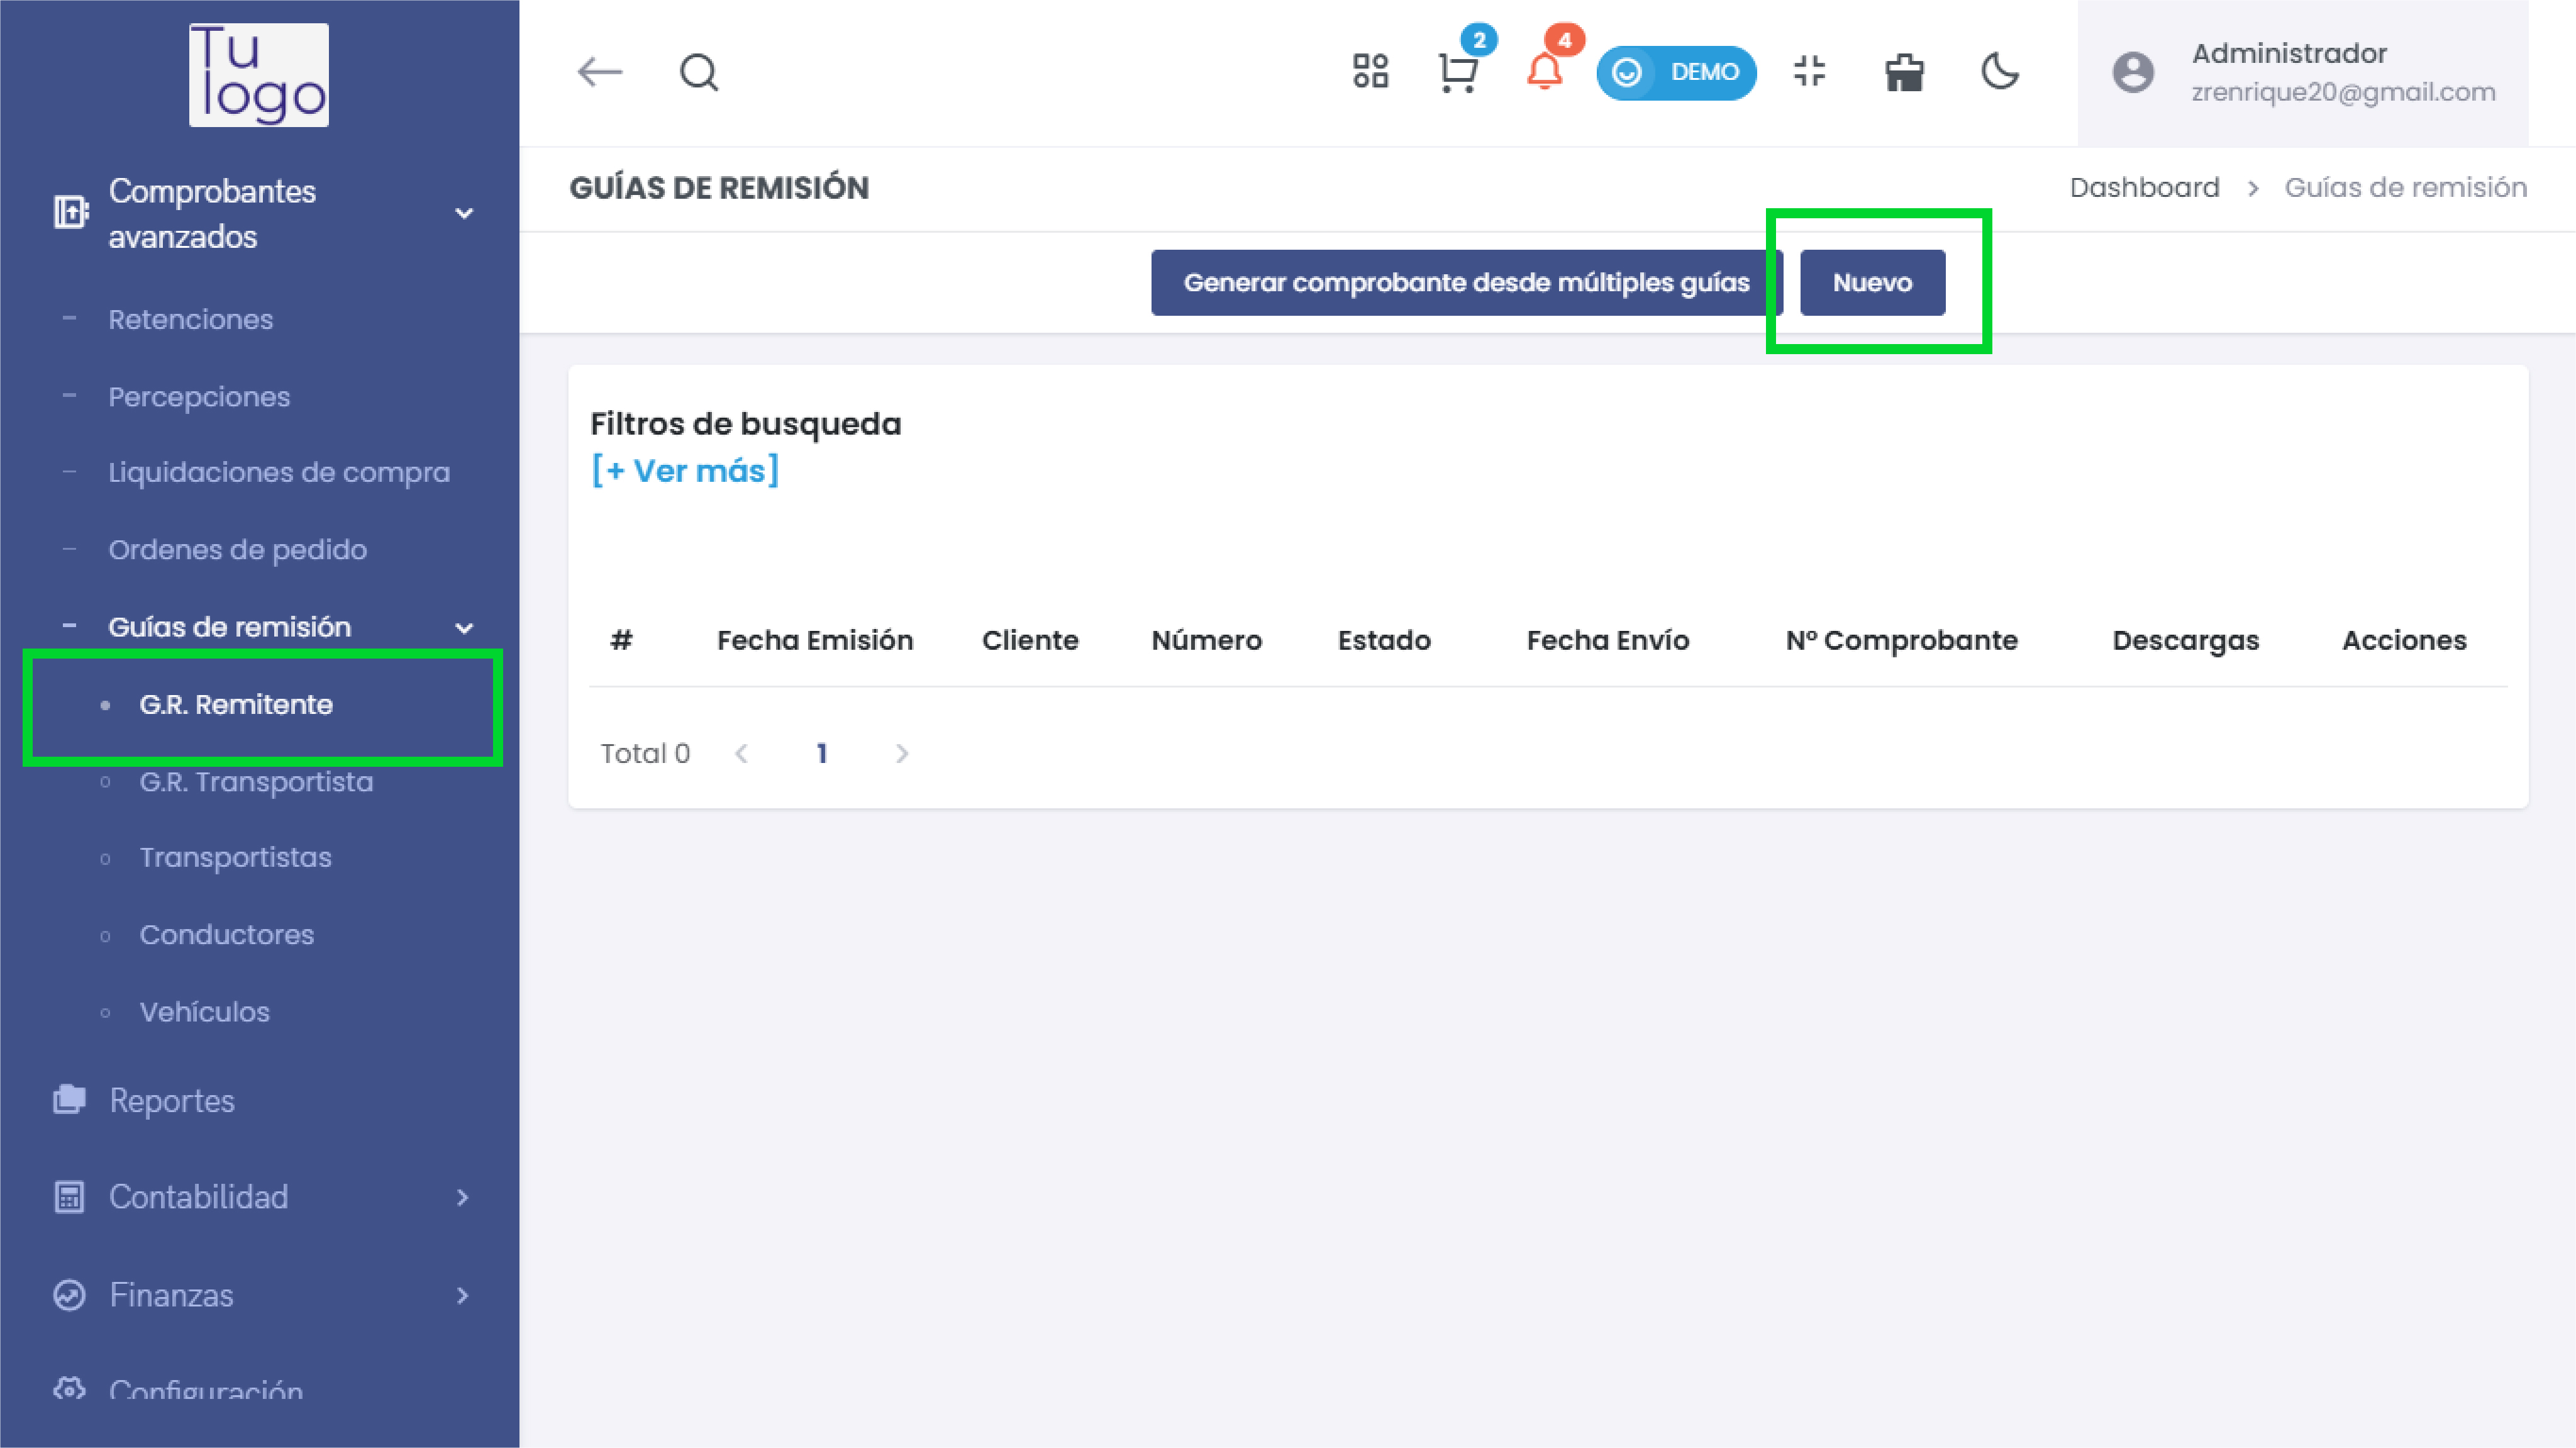 Tu
logo
Comprobantes
avanzados
Retenciones
Percepciones
Liquidaciones de compra
Ordenes de pedido
Guías de remisión
G.R. Remitente
G.R. Transportista
Transportistas
Conductores
Vehículos
Reportes
Contabilidad
Finanzas
Configuración
2
4
DEMO
Administrador
zrenrique20@gmail.com
GUÍAS DE REMISIÓN
Dashboard > Guías de remisión
Generar comprobante desde múltiples guías
Nuevo
Filtros de busqueda
[+ Ver más]
# Fecha Emisión Cliente Número Estado Fecha Envío Nº Comprobante Descargas Acciones
Total 0 < 1 >